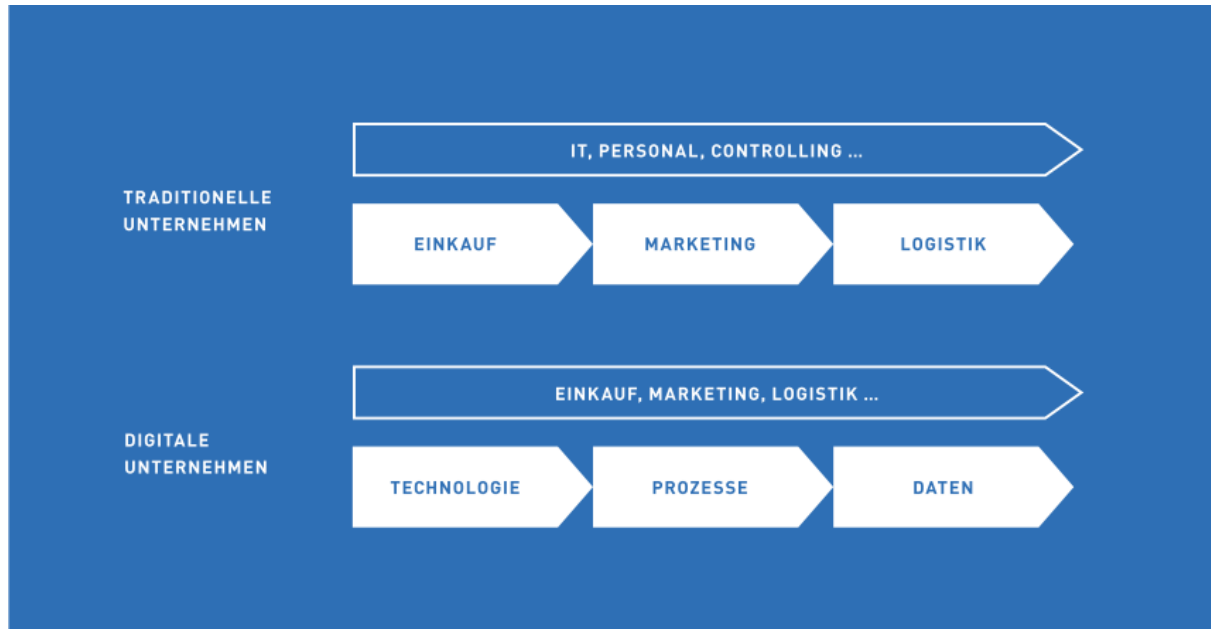 IT, PERSONAL, CONTROLLING ...
TRADITIONELLE
UNTERNEHMEN
EINKAUF
MARKETING
LOGISTIK
EINKAUF, MARKETING, LOGISTIK ...
DIGITALE
UNTERNEHMEN
TECHNOLOGIE
PROZESSE
DATEN